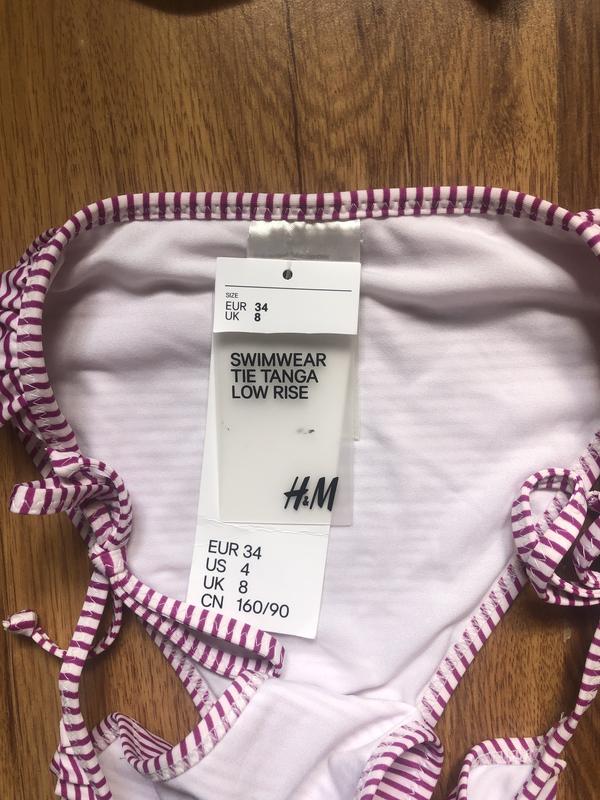 SIZE
EUR 34
UK 8
SWIMWEAR
TIE TANGA
LOW RISE
H&M
EUR 34
US 4
UK 8
CN 160/90